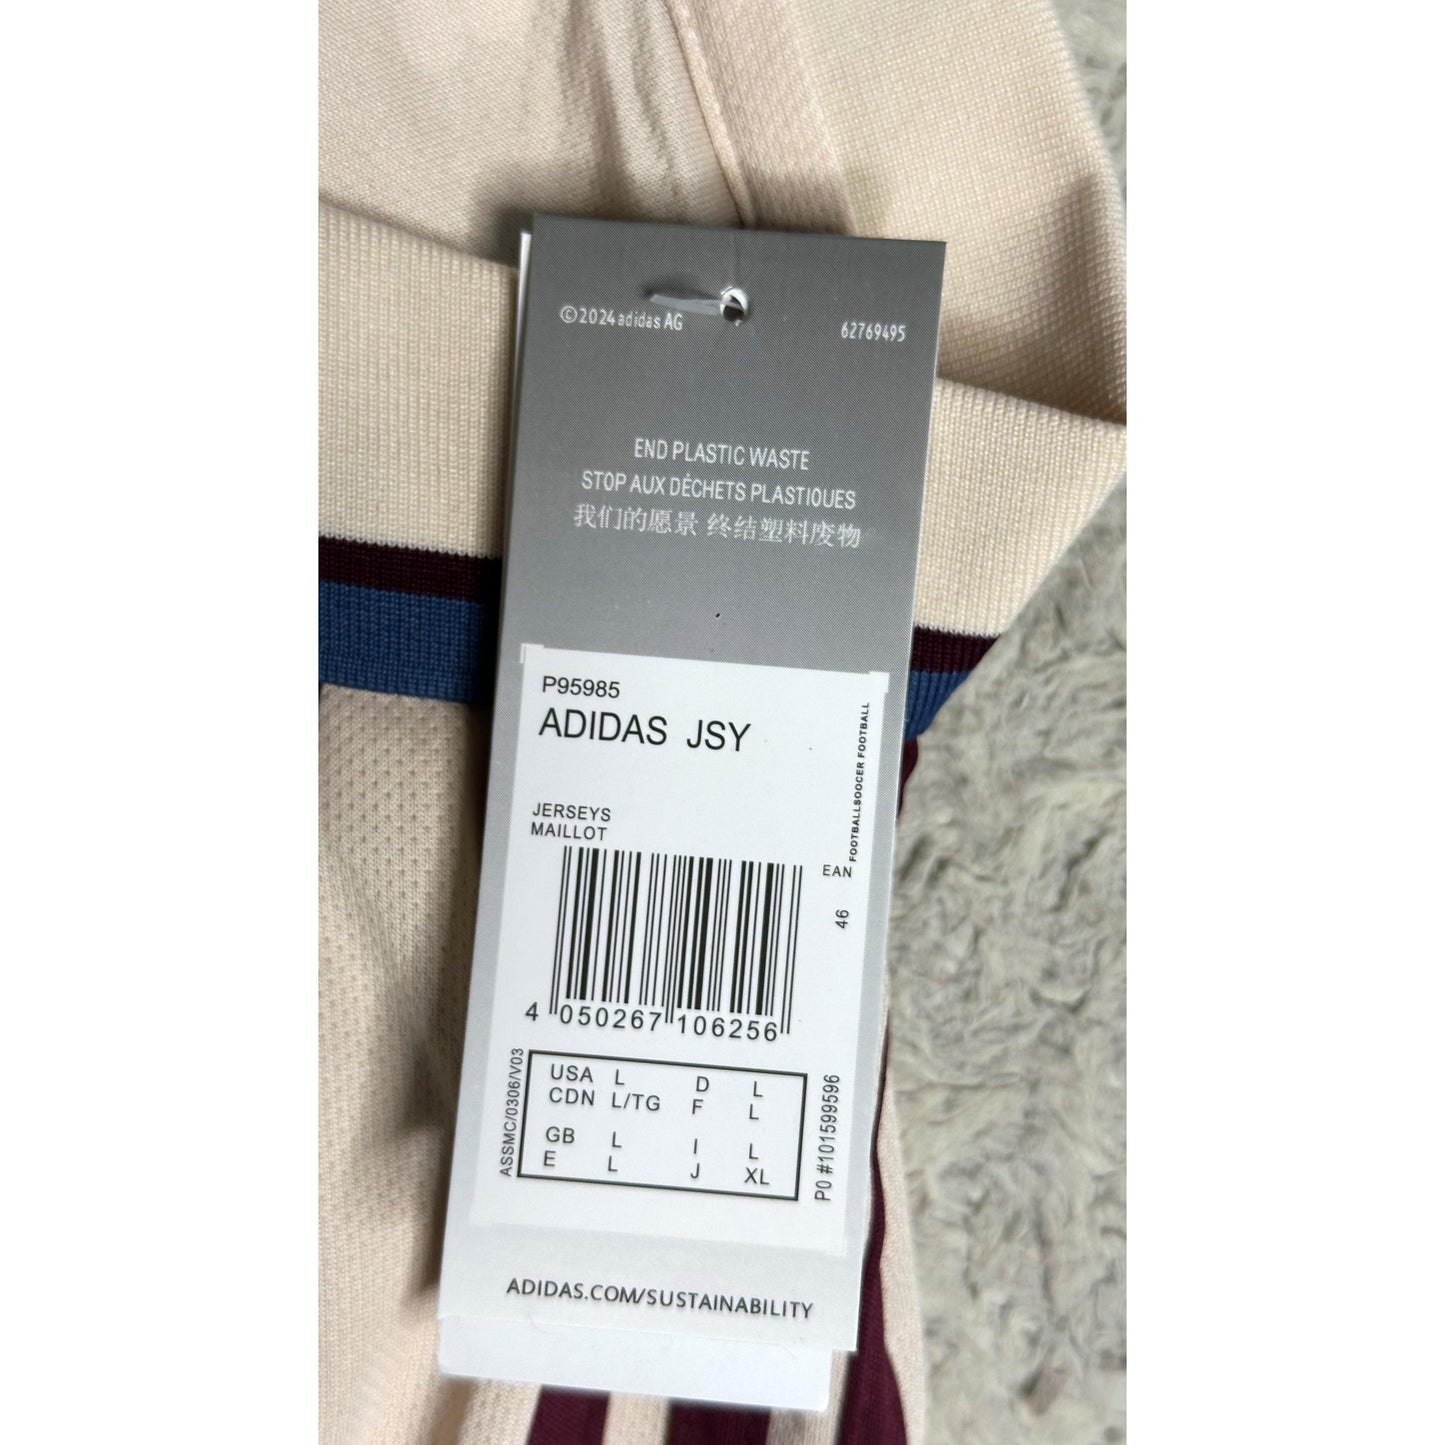 ©2024 adidas AG 62769495
END PLASTIC WASTE
STOP AUX DÉCHETS PLASTIQUES
我们的愿景 终结塑料废物
P95985
ADIDAS JSY
FOOTBALLSOOCER FOOTBALL
JERSEYS
MAILLOT
EAN
46
4 050267 106256
ASSMC/0306/V03
USA L D L
CDN L/TG F L
GB L I L
E L J XL
PO #101599596
ADIDAS.COM/SUSTAINABILITY